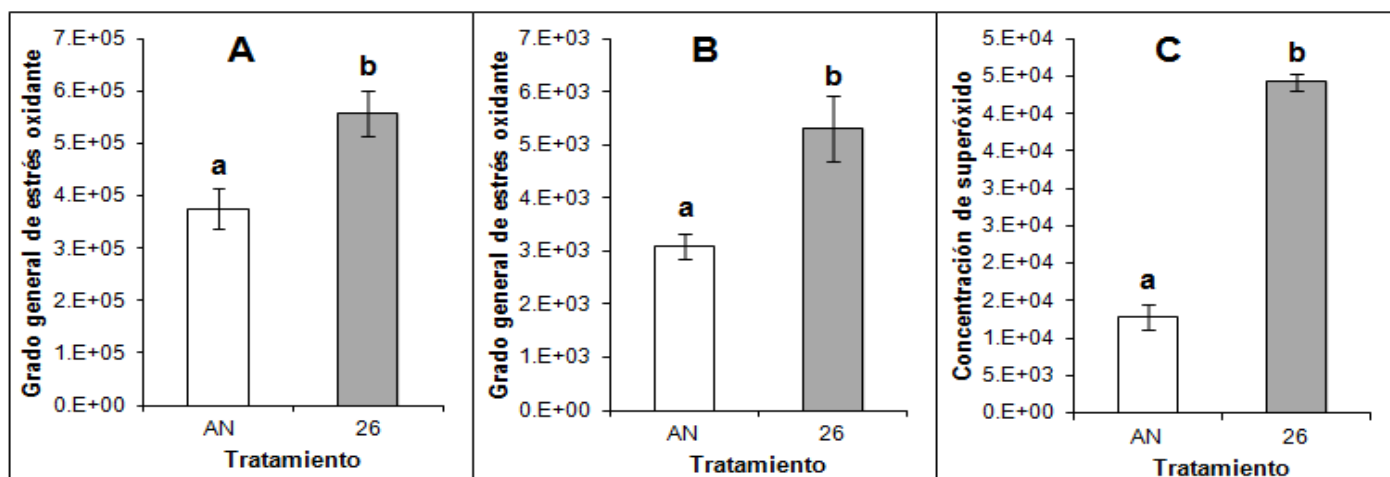 A
Grado general de estrés oxidante
7.E+05
6.E+05
5.E+05
4.E+05
3.E+05
2.E+05
1.E+05
0.E+00
a
b
AN
26
Tratamiento
B
Grado general de estrés oxidante
7.E+03
6.E+03
5.E+03
4.E+03
3.E+03
2.E+03
1.E+03
0.E+00
a
b
AN
26
Tratamiento
C
Concentración de superóxido
5.E+04
5.E+04
4.E+04
4.E+04
3.E+04
3.E+04
2.E+04
2.E+04
1.E+04
5.E+03
0.E+00
a
b
AN
26
Tratamiento